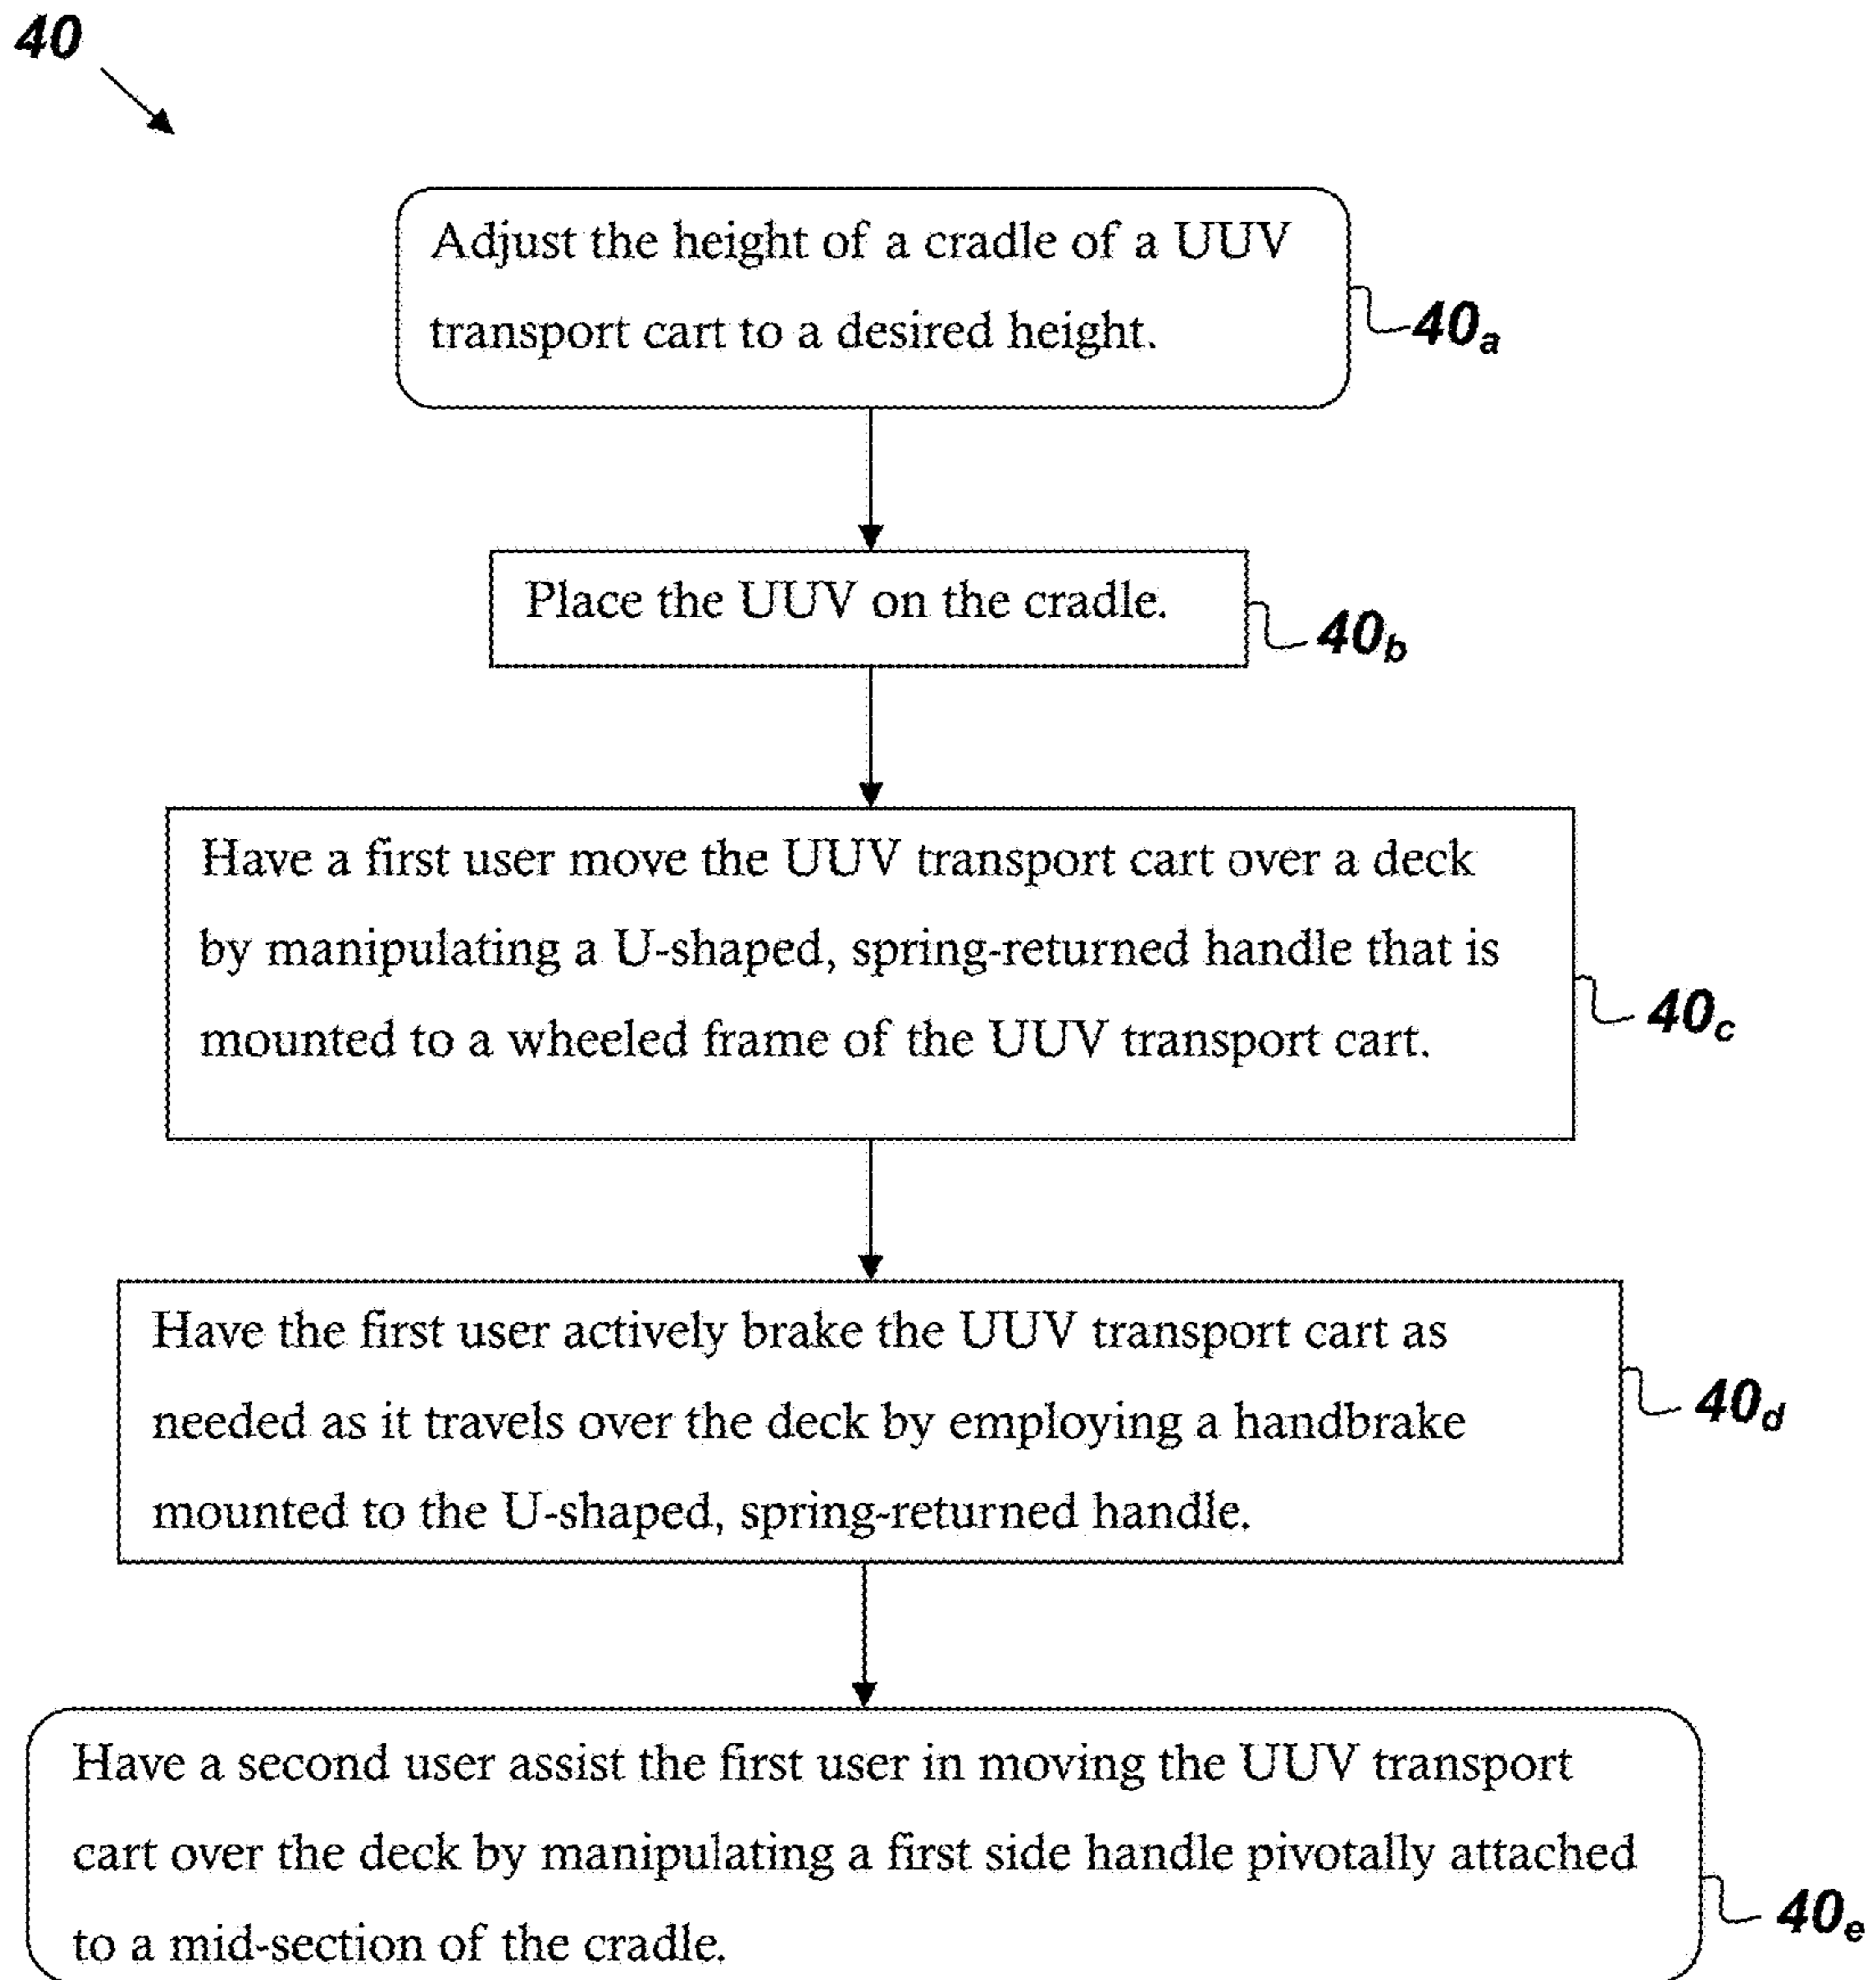 40
Adjust the height of a cradle of a UUV
transport cart to a desired height.
40a
Place the UUV on the cradle.
40b
Have a first user move the UUV transport cart over a deck
by manipulating a U-shaped, spring-returned handle that is
mounted to a wheeled frame of the UUV transport cart.
40c
Have the first user actively brake the UUV transport cart as
needed as it travels over the deck by employing a handbrake
mounted to the U-shaped, spring-returned handle.
40d
Have a second user assist the first user in moving the UUV transport
cart over the deck by manipulating a first side handle pivotally attached
to a mid-section of the cradle.
40e